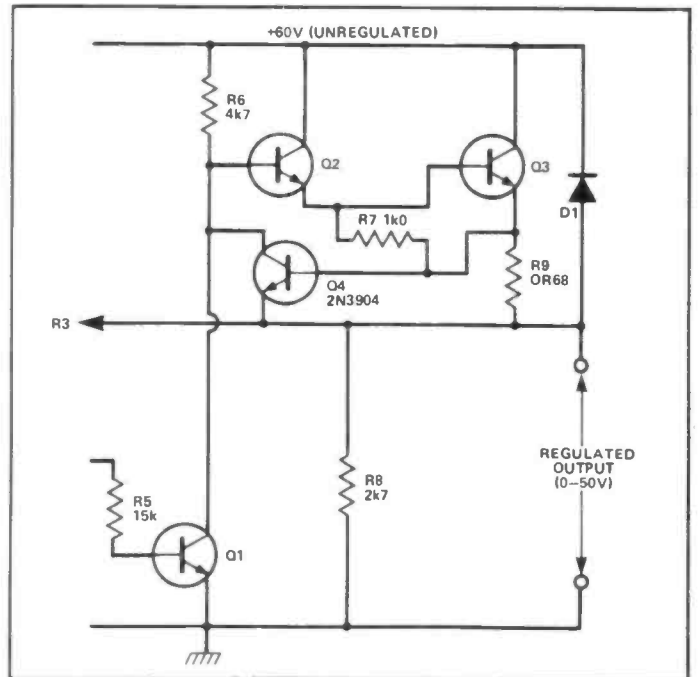 +60V (UNREGULATED)
R6
4k7
Q2
Q3
R7 1k0
D1
Q4
2N3904
R9
0R68
R3
R5
15k
Q1
R8
2k7
REGULATED
OUTPUT
(0–50V)